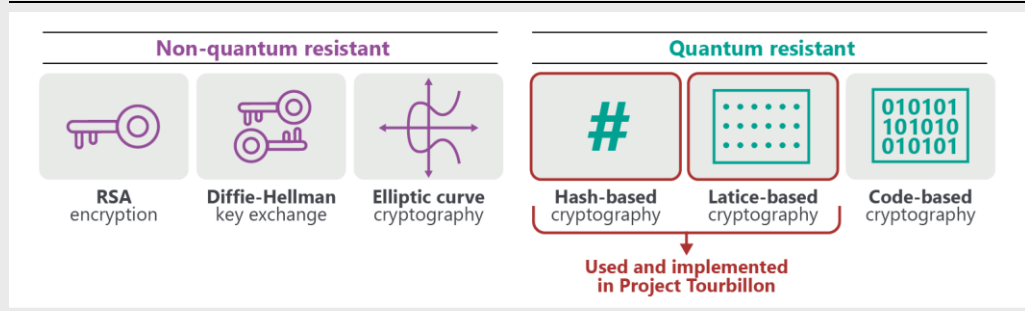 Non-quantum resistant
Quantum resistant
#
010101
101010
010101
RSA
encryption
Diffie-Hellman
key exchange
Elliptic curve
cryptography
Hash-based
cryptography
Latice-based
cryptography
Code-based
cryptography
Used and implemented
in Project Tourbillon